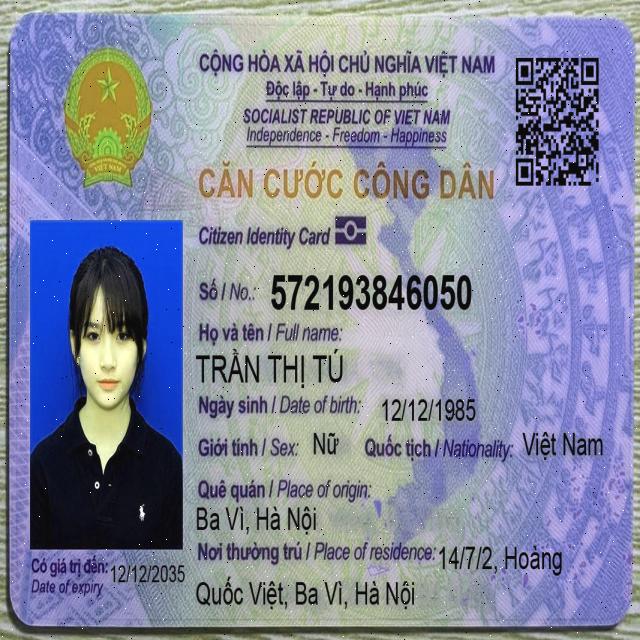 CỘNG HÒA XÃ HỘI CHỦ NGHĨA VIỆT NAM
Độc lập - Tự do - Hạnh phúc
SOCIALIST REPUBLIC OF VIET NAM
Independence - Freedom - Happiness
CĂN CƯỚC CÔNG DÂN
Citizen Identity Card
Số / No.: 572193846050
Họ và tên / Full name:
TRẦN THỊ TÚ
Ngày sinh / Date of birth: 12/12/1985
Giới tính / Sex: Nữ Quốc tịch / Nationality: Việt Nam
Quê quán / Place of origin:
Ba Vì, Hà Nội
Nơi thường trú / Place of residence: 14/7/2, Hoàng
Quốc Việt, Ba Vì, Hà Nội
Có giá trị đến: 12/12/2035
Date of expiry